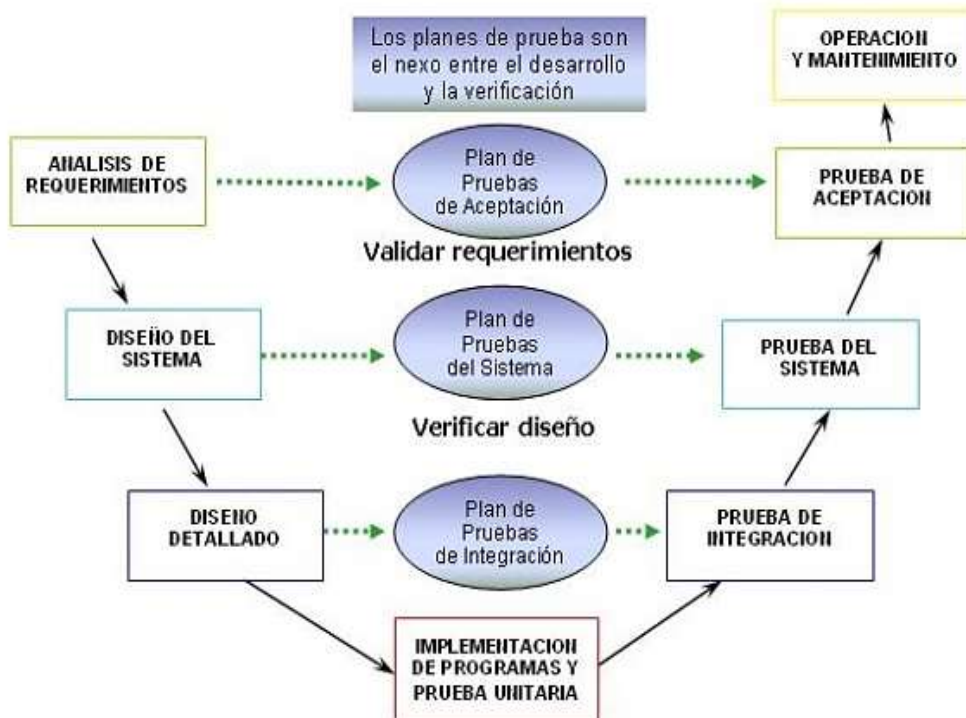 Los planes de prueba son
el nexo entre el desarrollo
y la verificación
OPERACION
Y MANTENIMIENTO
ANALISIS DE
REQUERIMIENTOS
Plan de
Pruebas
de Aceptación
PRUEBA DE
ACEPTACION
Validar requerimientos
DISEÑO DEL
SISTEMA
Plan de
Pruebas
del Sistema
PRUEBA DEL
SISTEMA
Verificar diseño
DISENO
DETALLADO
Plan de
Pruebas
de Integración
PRUEBA DE
INTEGRACION
IMPLEMENTACION
DE PROGRAMAS Y
PRUEBA UNITARIA